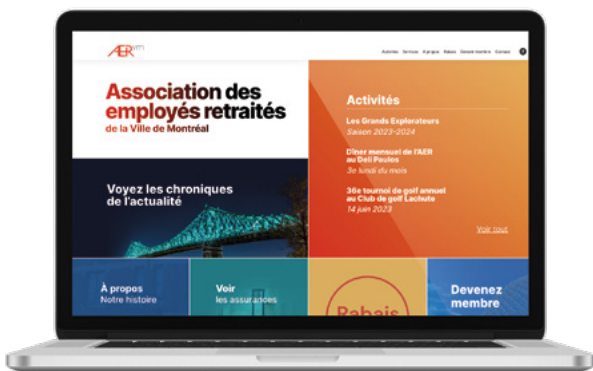 AER VM
Activités Services À propos Rabais Devenir membre Contact
Association des
employés retraités
de la Ville de Montréal
Activités
Les Grands Explorateurs
Saison 2023-2024
Dîner mensuel de l'AER
au Deli Paulos
3e lundi du mois
36e tournoi de golf annuel
au Club de golf Lachute
14 juin 2023
Voir tout
Voyez les chroniques
de l'actualité
À propos
Notre histoire
Voir
les assurances
Rabais
Devenez
membre